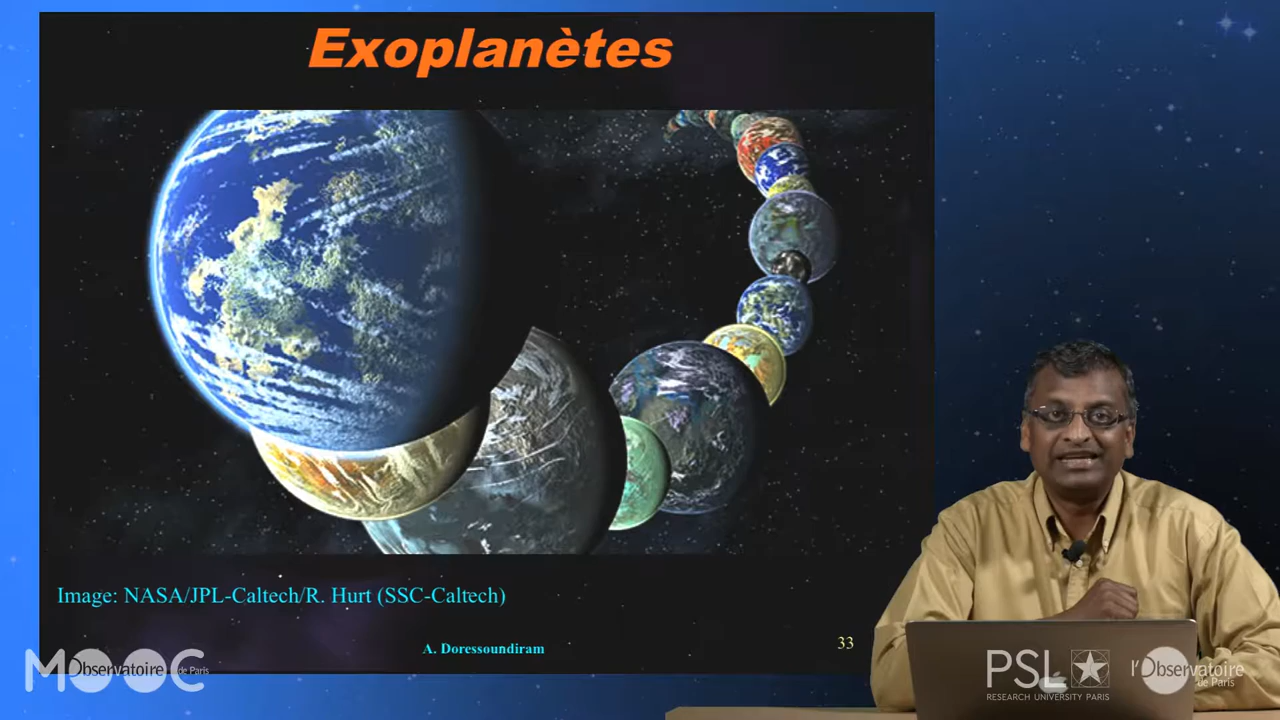 Exoplanètes
Image: NASA/JPL-Caltech/R. Hurt (SSC-Caltech)
A. Doressoundiram
33
MOOC
l'Observatoire de Paris
PSL
RESEARCH UNIVERSITY PARIS
l'Observatoire
de Paris